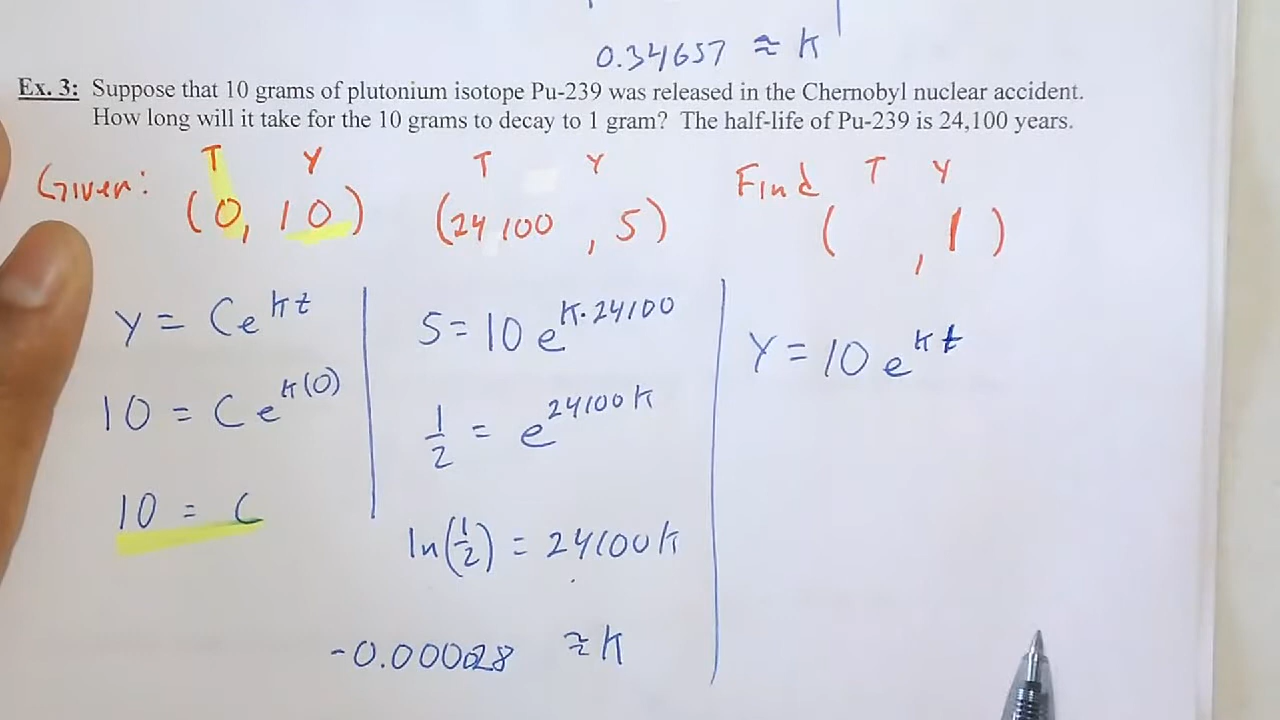 0.34657 ≈ k
Ex. 3: Suppose that 10 grams of plutonium isotope Pu-239 was released in the Chernobyl nuclear accident.
How long will it take for the 10 grams to decay to 1 gram? The half-life of Pu-239 is 24,100 years.
T Y T Y Find T Y
Given: (0, 10) (24100, 5) ( , 1)
y = Ce^{kt}
10 = Ce^{k(0)}
10 = C
5 = 10e^{k·24100}
1/2 = e^{24100k}
ln(1/2) = 24100k
-0.00028 ≈ k
Y = 10e^{kt}